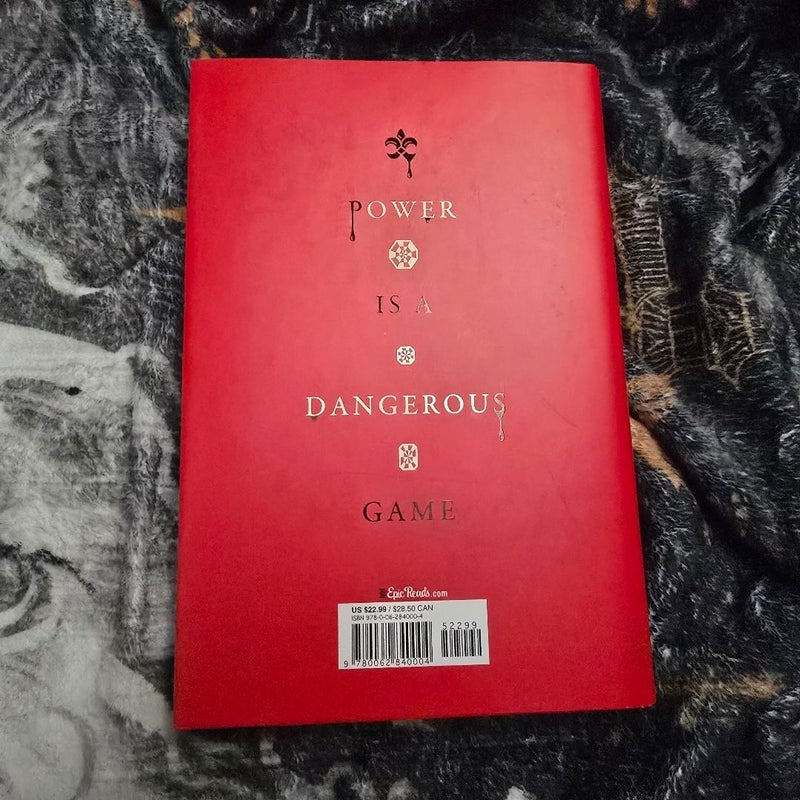 POWER
IS A
DANGEROUS
GAME
EpicReads.com
US $22.99 / $28.50 CAN
ISBN 978-0-06-284000-4
52299
9 780062 840004